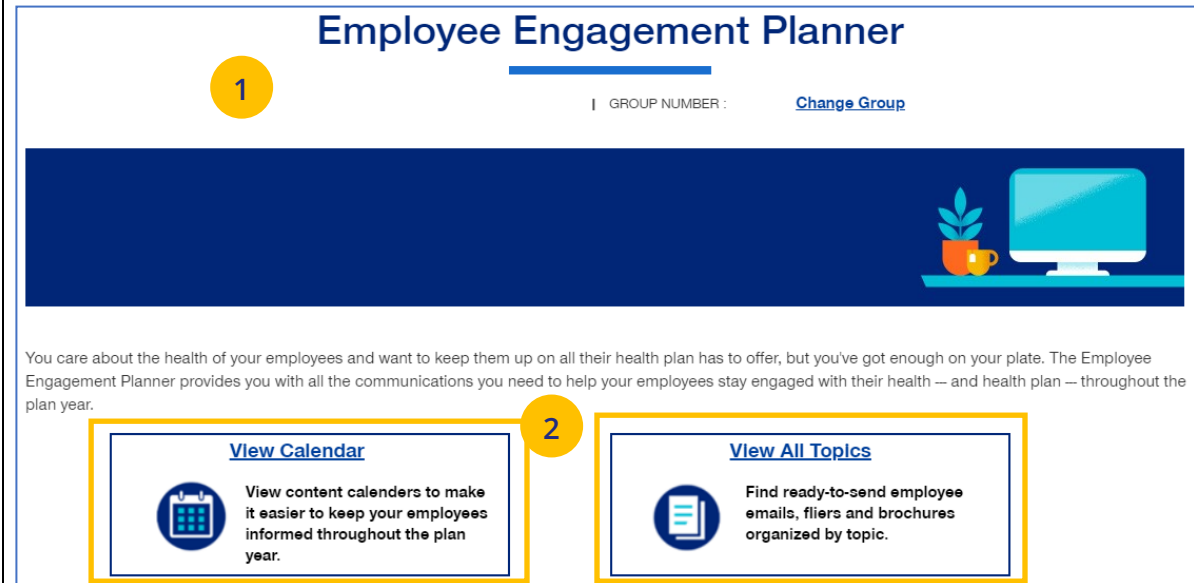 Employee Engagement Planner
1
| GROUP NUMBER : Change Group
You care about the health of your employees and want to keep them up on all their health plan has to offer, but you've got enough on your plate. The Employee
Engagement Planner provides you with all the communications you need to help your employees stay engaged with their health -- and health plan -- throughout the
plan year.
2
View Calendar
View content calenders to make
it easier to keep your employees
informed throughout the plan
year.
View All Topics
Find ready-to-send employee
emails, fliers and brochures
organized by topic.